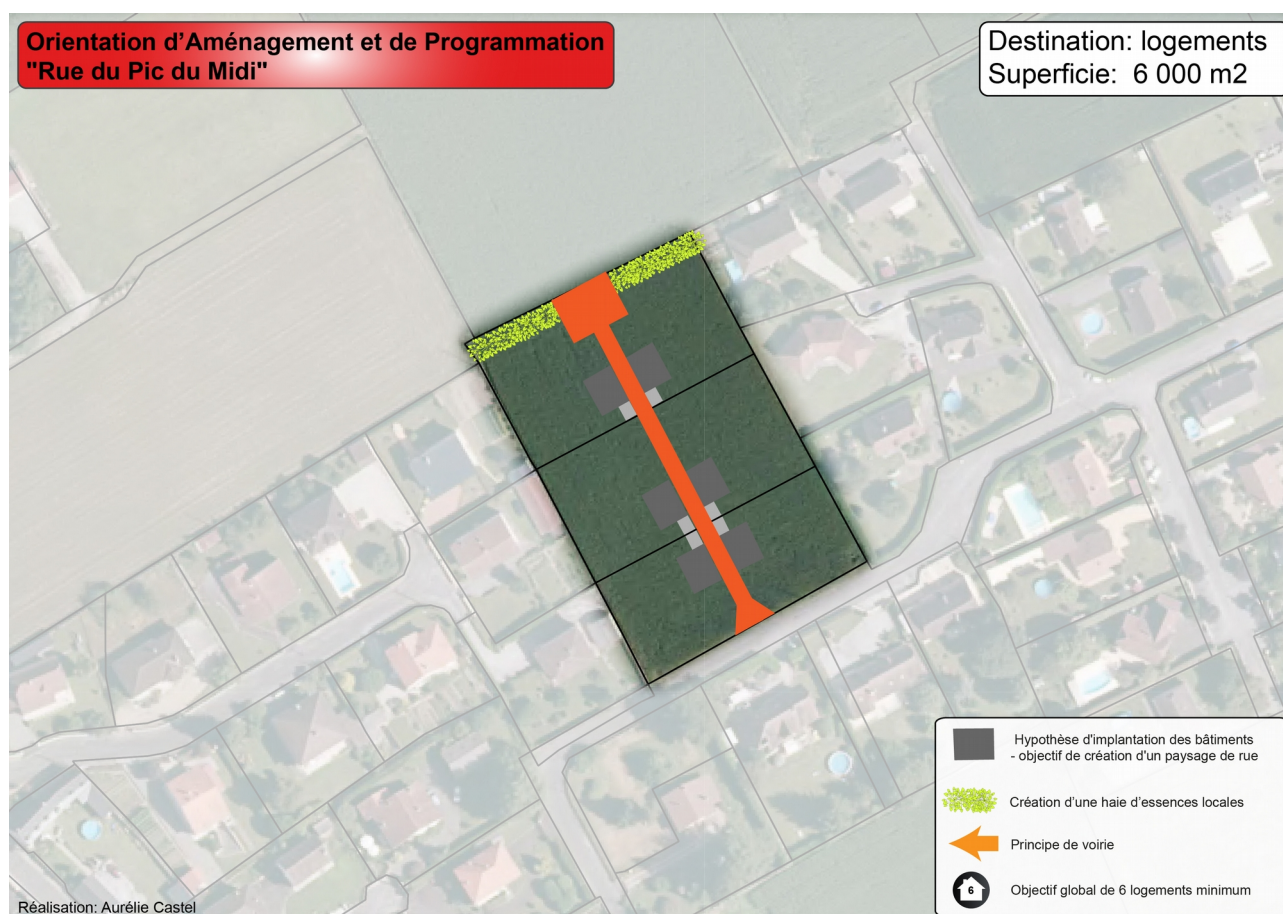 Orientation d'Aménagement et de Programmation
"Rue du Pic du Midi"
Destination: logements
Superficie: 6 000 m2
Hypothèse d'implantation des bâtiments
- objectif de création d'un paysage de rue
Création d'une haie d'essences locales
Principe de voirie
6
Objectif global de 6 logements minimum
Réalisation: Aurélie Castel